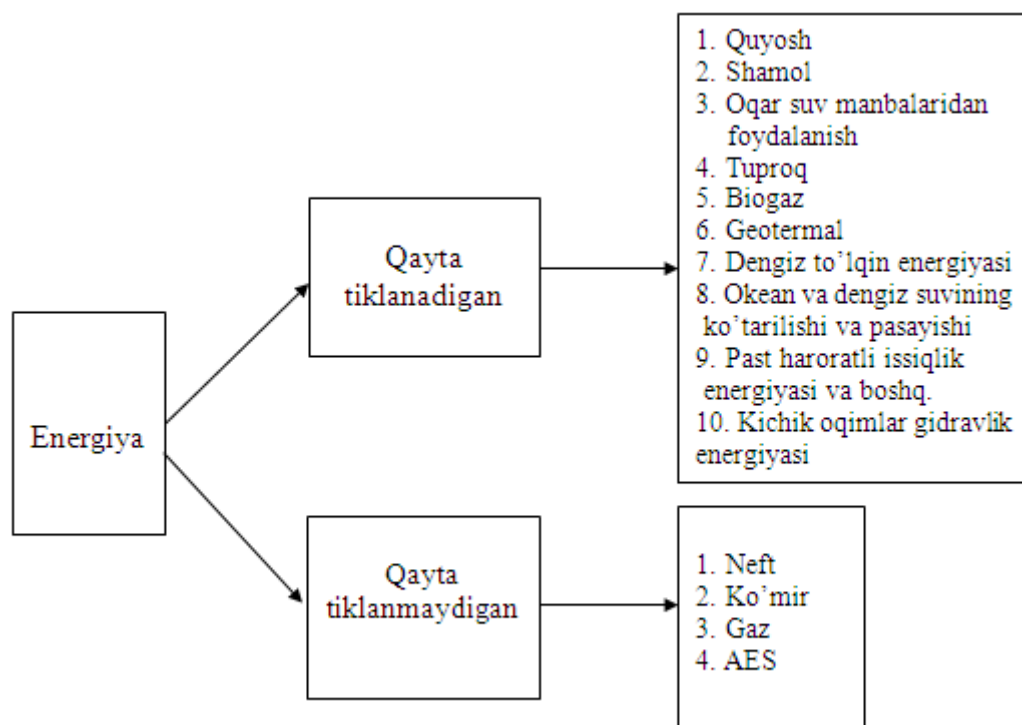 Energiya
Qayta
tiklanadigan
1. Quyosh
2. Shamol
3. Oqar suv manbalaridan
foydalanish
4. Tuproq
5. Biogaz
6. Geotermal
7. Dengiz to’lqin energiyasi
8. Okean va dengiz suvining
ko’tarilishi va pasayishi
9. Past haroratli issiqlik
energiyasi va boshq.
10. Kichik oqimlar gidravlik
energiyasi
Qayta
tiklanmaydigan
1. Neft
2. Ko’mir
3. Gaz
4. AES